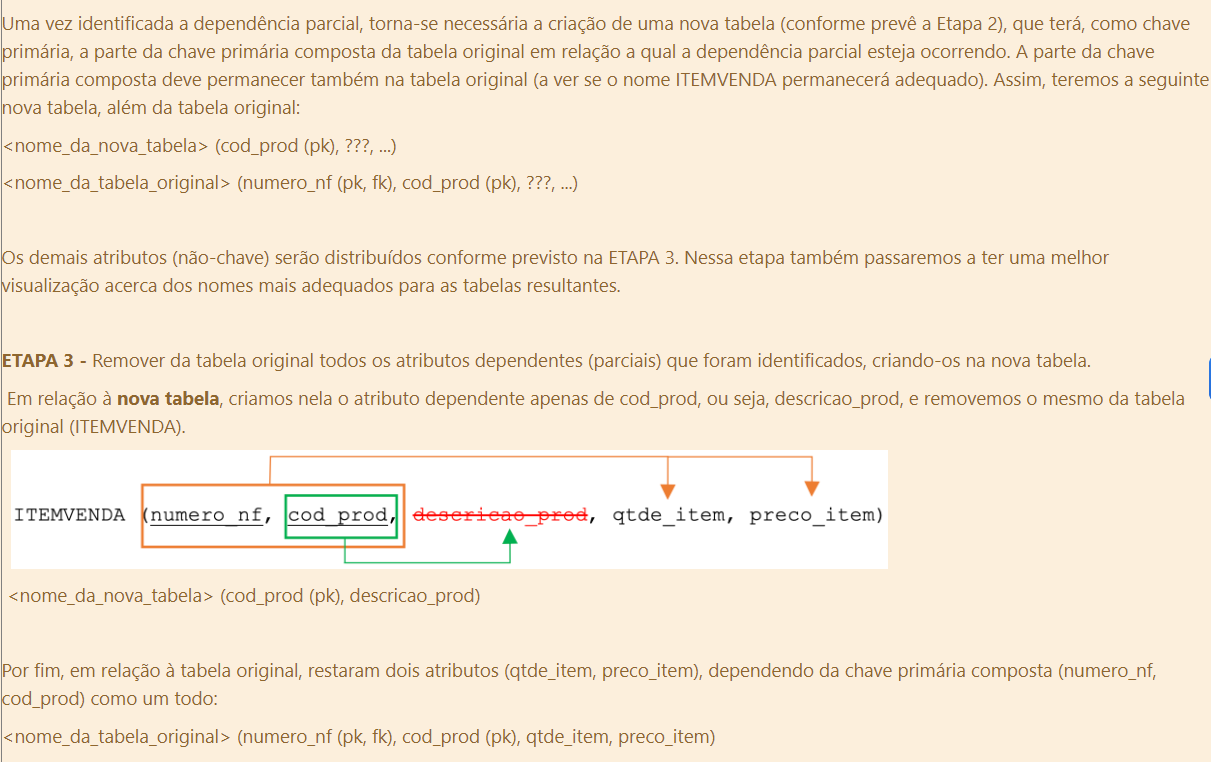 Uma vez identificada a dependência parcial, torna-se necessária a criação de uma nova tabela (conforme prevê a Etapa 2), que terá, como chave
primária, a parte da chave primária composta da tabela original em relação a qual a dependência parcial esteja ocorrendo. A parte da chave
primária composta deve permanecer também na tabela original (a ver se o nome ITEMVENDA permanecerá adequado). Assim, teremos a seguinte
nova tabela, além da tabela original:
<nome_da_nova_tabela> (cod_prod (pk), ???, ...)
<nome_da_tabela_original> (numero_nf (pk, fk), cod_prod (pk), ???, ...)
Os demais atributos (não-chave) serão distribuídos conforme previsto na ETAPA 3. Nessa etapa também passaremos a ter uma melhor
visualização acerca dos nomes mais adequados para as tabelas resultantes.
ETAPA 3 - Remover da tabela original todos os atributos dependentes (parciais) que foram identificados, criando-os na nova tabela.
Em relação à nova tabela, criamos nela o atributo dependente apenas de cod_prod, ou seja, descricao_prod, e removemos o mesmo da tabela
original (ITEMVENDA).
ITEMVENDA (numero_nf, cod_prod, descricao_prod, qtde_item, preco_item)
<nome_da_nova_tabela> (cod_prod (pk), descricao_prod)
Por fim, em relação à tabela original, restaram dois atributos (qtde_item, preco_item), dependendo da chave primária composta (numero_nf,
cod_prod) como um todo:
<nome_da_tabela_original> (numero_nf (pk, fk), cod_prod (pk), qtde_item, preco_item)